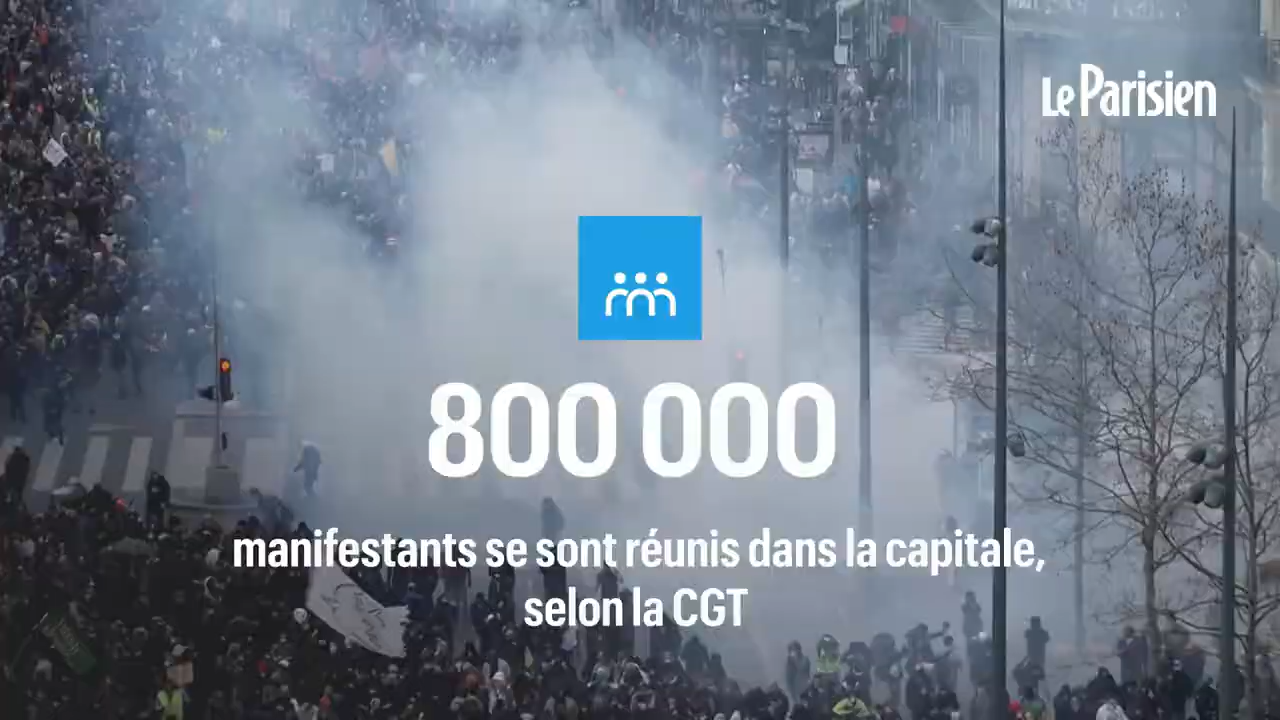 Le Parisien
800 000
manifestants se sont réunis dans la capitale,
selon la CGT